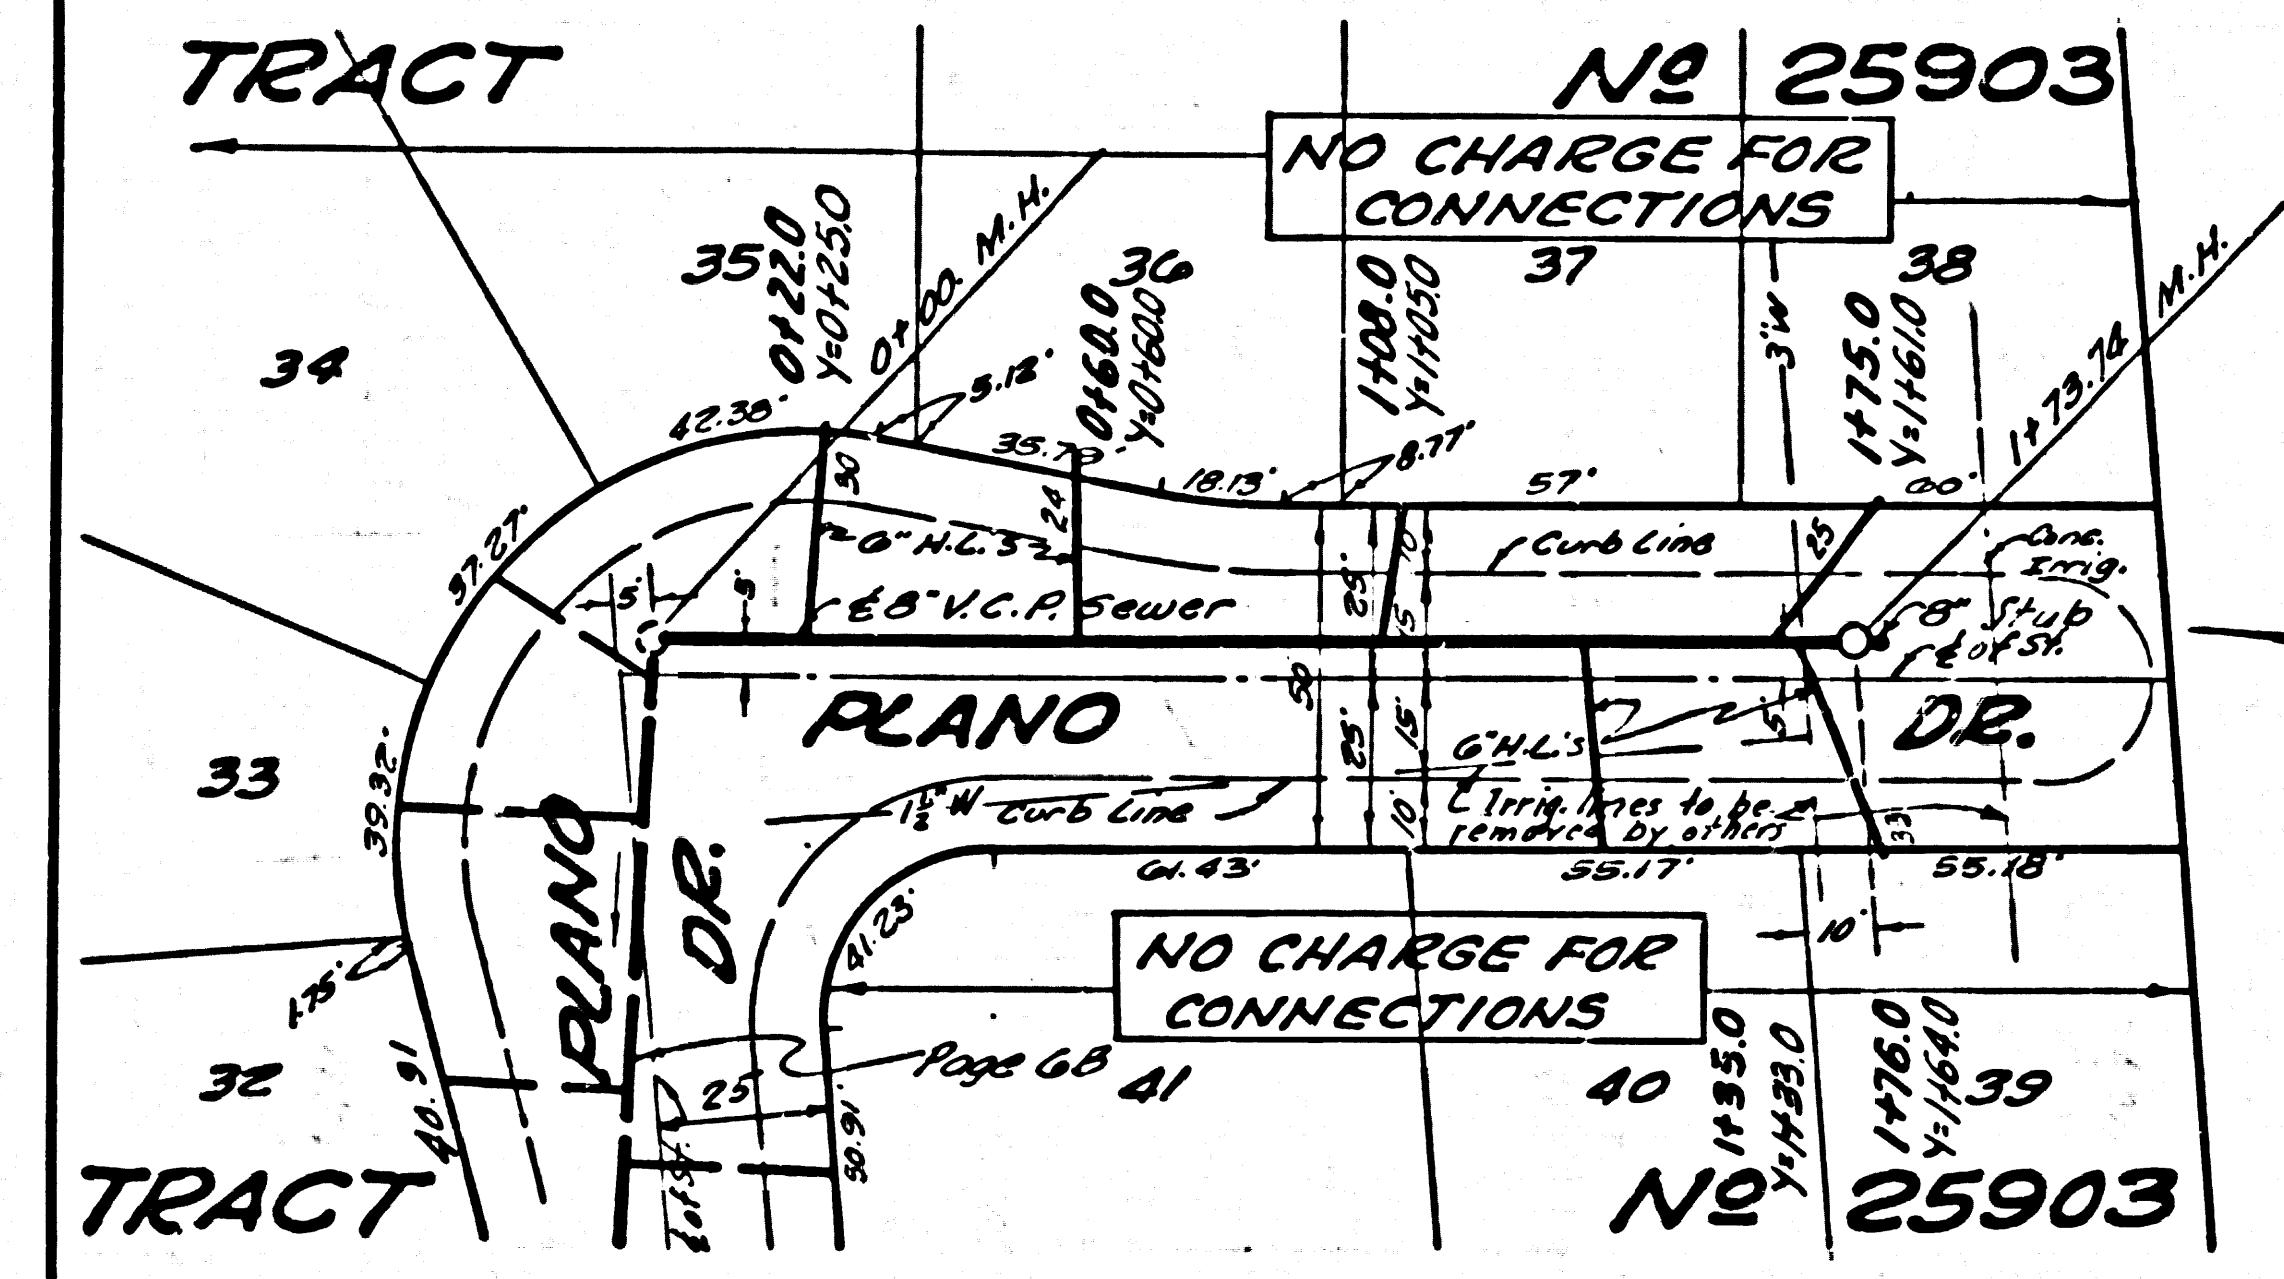 TRACT
Nº 25903
NO CHARGE FOR
CONNECTIONS
35
0+22.0
Y=0+25.0
0+00. M.H.
36
0+60.0
Y=0+60.0
1+08.0
Y=1+05.0
37
3"W
38
1+75.0
Y=1+61.0
1+73.74 M.H.
34
42.38'
5.12'
35.78'
18.13'
8.77'
57'
60'
30
24
10
25
37.27'
6" H.L.'S
Curb Line
Conc.
Irrig.
5'
5'
25'
15
℄ 8" V.C.P. Sewer
8" Stub
℄ of St.
50
PLANO
DR.
25'
15'
10'
6" H.L.'S
5'
33
39.32'
PLANO
DR.
1½" W
Curb Line
Irrig. lines to be
removed by others
33
61.43'
55.17'
55.18'
41.23'
10'
NO CHARGE FOR
CONNECTIONS
1.75'
32
40.91
25'
Page 6B
41
40
1+35.0
Y=1+33.0
1+76.0
Y=1+64.0
39
50.91'
℄ of St.
TRACT
Nº 25903